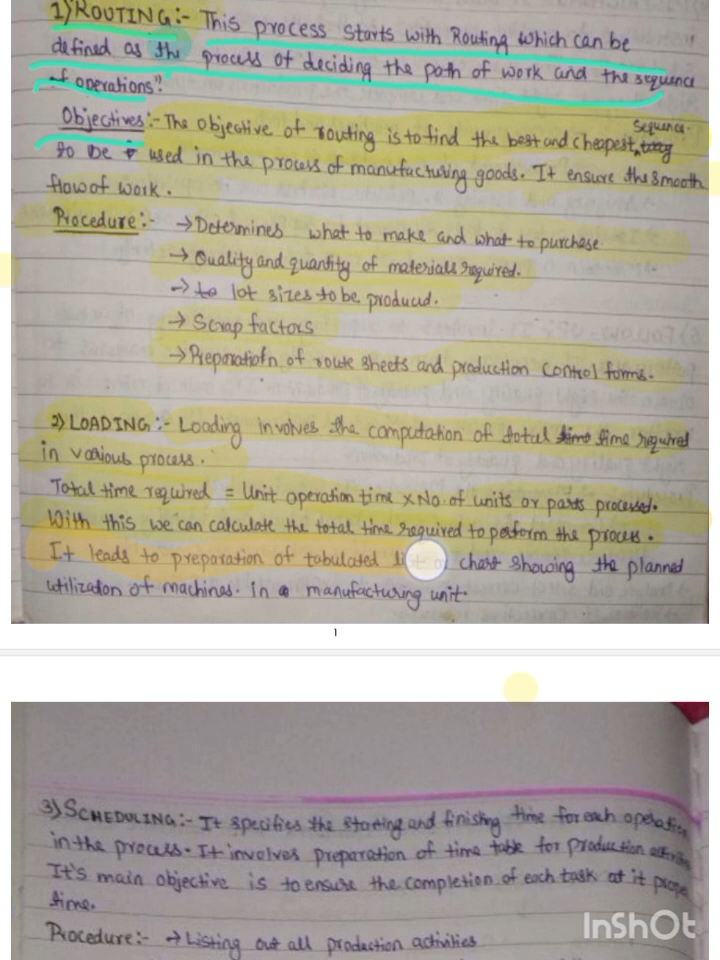 1) ROUTING:- This process starts with Routing which can be
defined as the process of deciding the path of work and the sequence
of operations".
Objectives:- The objective of routing is to find the best and cheapest sequence
to be used in the process of manufacturing goods. It ensure the smooth
flow of work.
Procedure:- → Determines what to make and what to purchase
→ Quality and quantity of materials required.
→ lot sizes to be produced.
→ Scrap factors
→ Preparation of route sheets and production control forms.
2) LOADING:- Loading involves the computation of total time required
in various process.
Total time required = Unit operation time x No. of units or parts processed.
With this we can calculate the total time required to perform the process.
It leads to preparation of tabulated chart showing the planned
utilization of machines. in a manufacturing unit.
1
3) SCHEDULING:- It specifies the starting and finishing time for each operation
in the process. It involves preparation of time table for production
It's main objective is to ensure the completion of each task at it
time.
Procedure:- → Listing out all production activities
InShOt